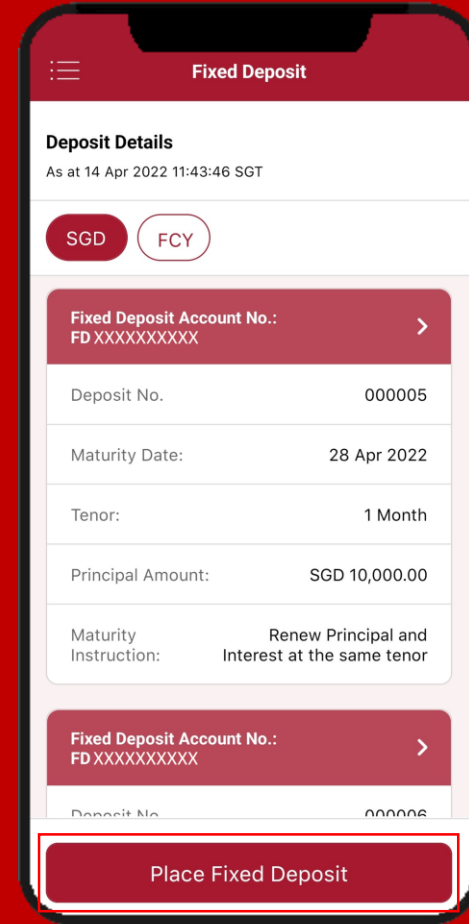 Fixed Deposit
Deposit Details
As at 14 Apr 2022 11:43:46 SGT
SGD FCY
Fixed Deposit Account No.:
FD XXXXXXXXXX
Deposit No. 000005
Maturity Date: 28 Apr 2022
Tenor: 1 Month
Principal Amount: SGD 10,000.00
Maturity Renew Principal and
Instruction: Interest at the same tenor
Fixed Deposit Account No.:
FD XXXXXXXXXX
Deposit No 000006
Place Fixed Deposit